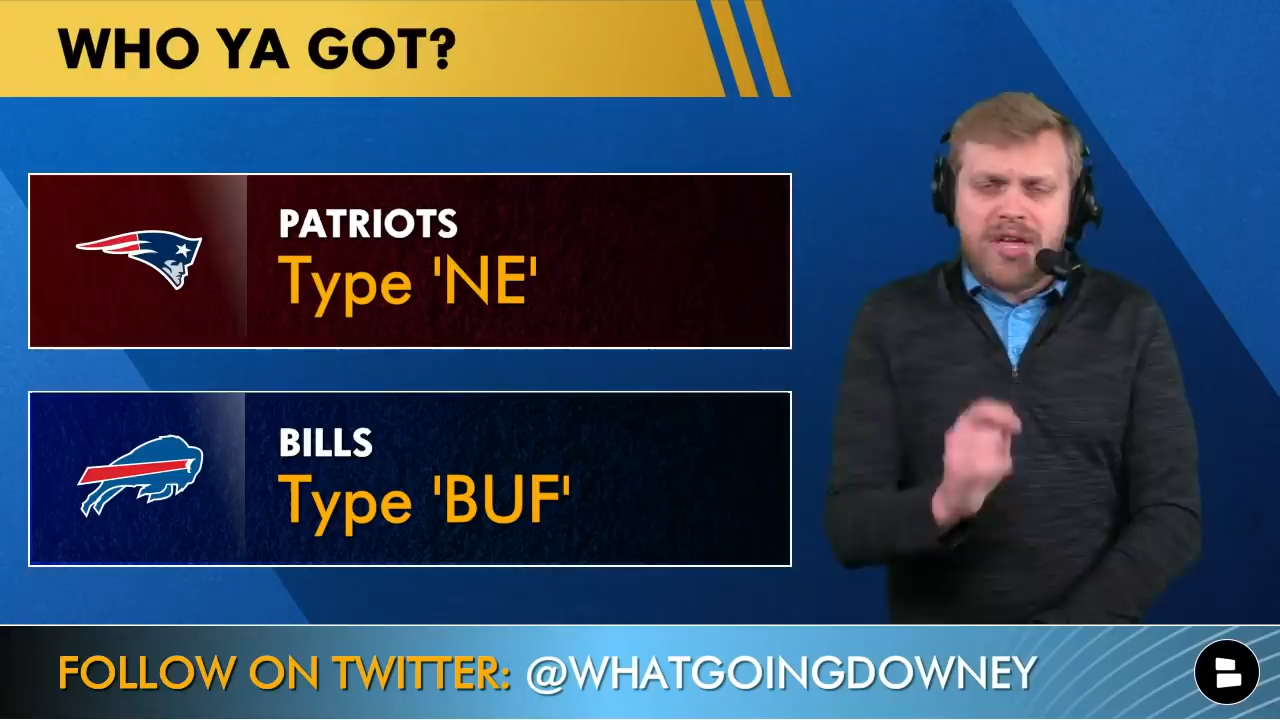 WHO YA GOT?
PATRIOTS
Type 'NE'
BILLS
Type 'BUF'
FOLLOW ON TWITTER: @WHATGOINGDOWNEY